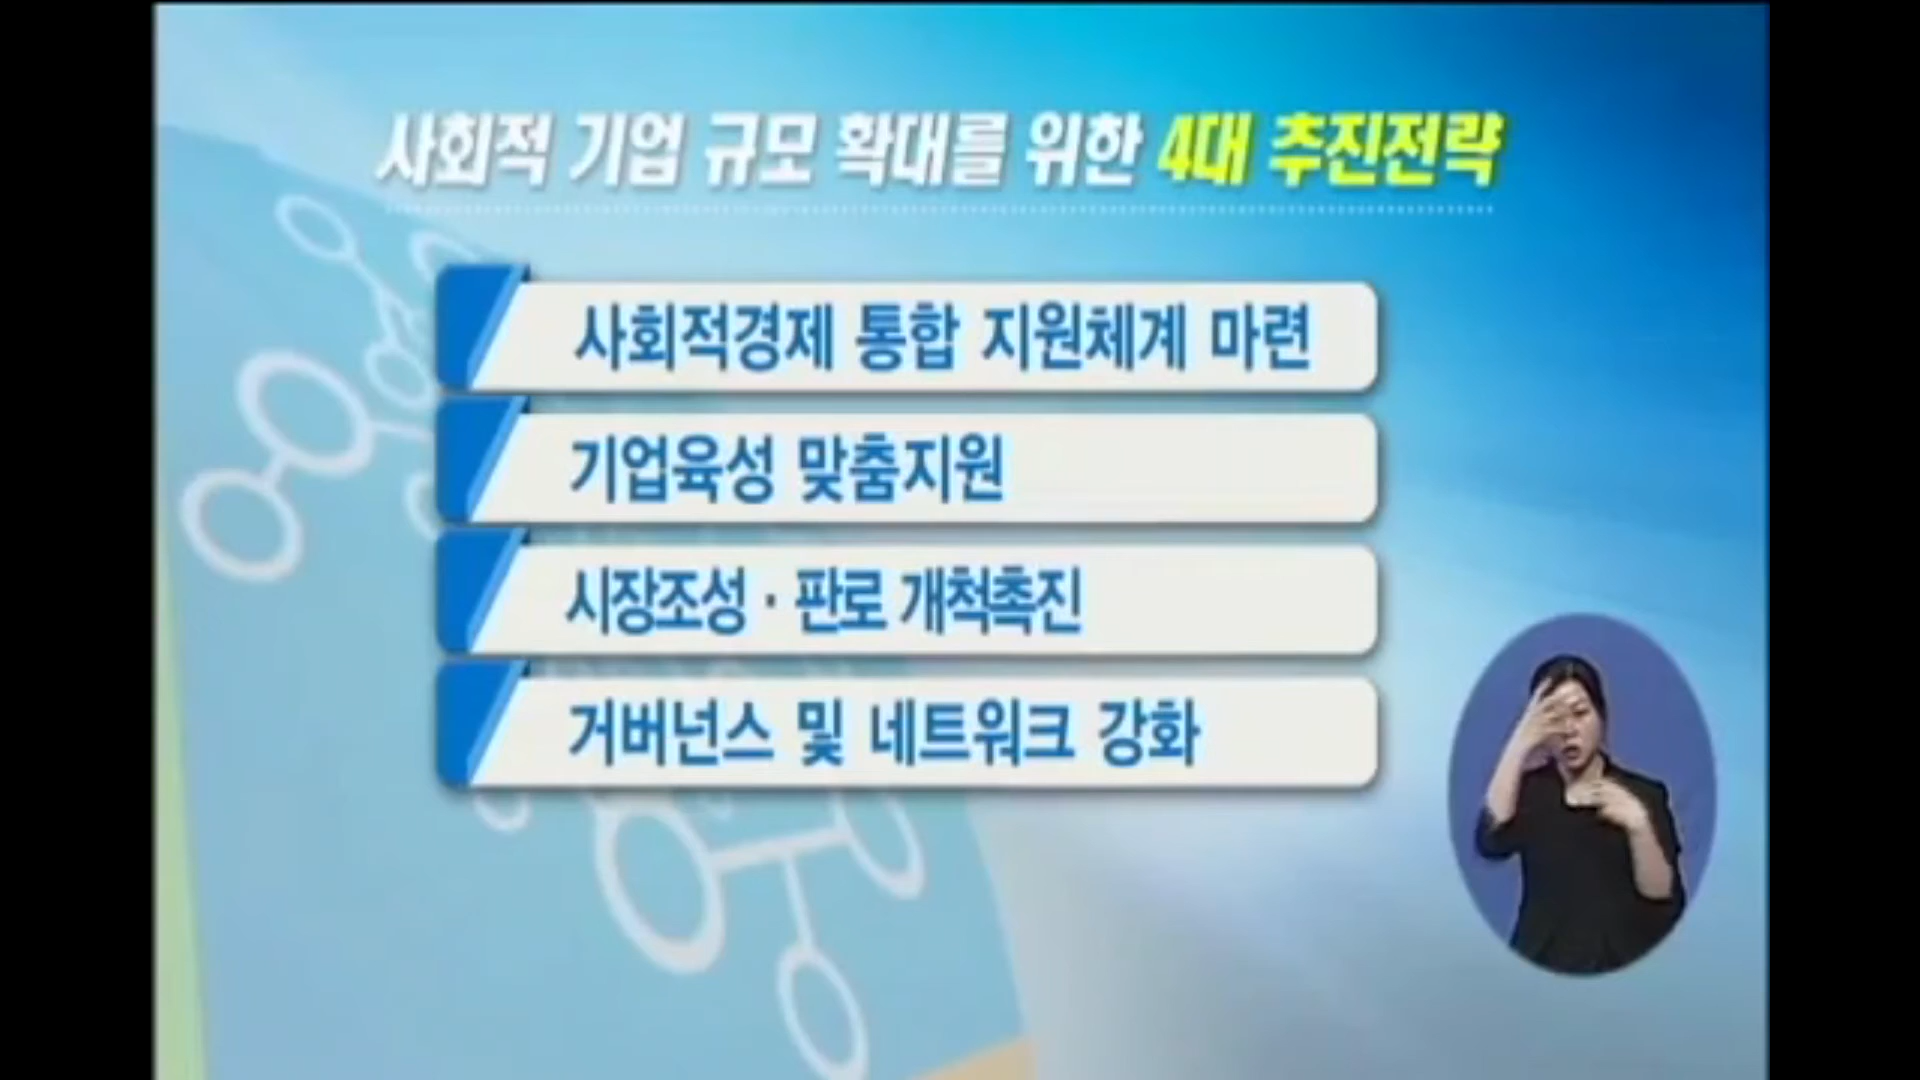 사회적 기업 규모 확대를 위한 4대 추진전략
사회적경제 통합 지원체계 마련
기업육성 맞춤지원
시장조성 · 판로 개척촉진
거버넌스 및 네트워크 강화